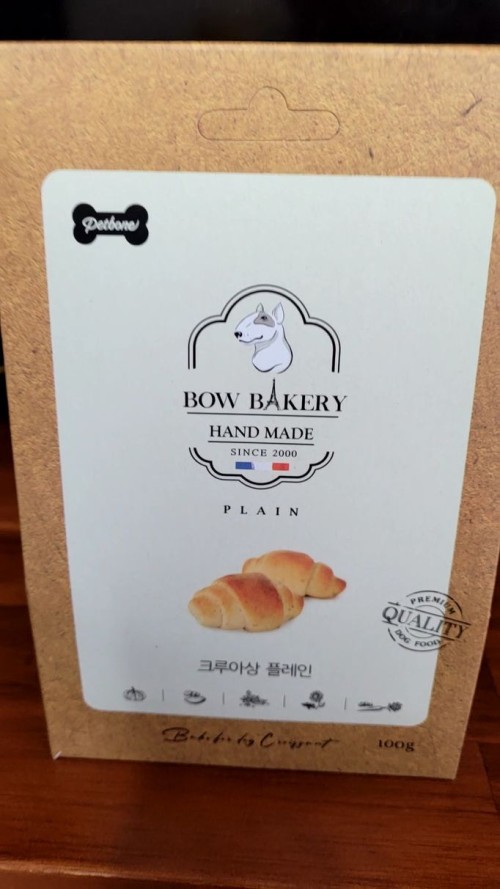 Petbone
BOW BAKERY
HAND MADE
SINCE 2000
PLAIN
PREMIUM
QUALITY
DOG FOOD
크루아상 플레인
100g